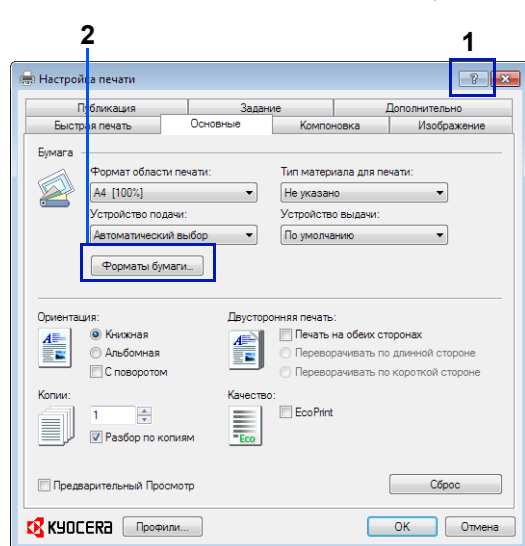 2
1
Настройка печати
Публикация Задание Дополнительно
Быстрая печать Основные Компоновка Изображение
Бумага
Формат области печати: Тип материала для печати:
A4 [100%] Не указано
Устройство подачи: Устройство выдачи:
Автоматический выбор По умолчанию
Форматы бумаги...
Ориентация: Двусторонняя печать:
Книжная Печать на обеих сторонах
Альбомная Переворачивать по длинной стороне
С поворотом Переворачивать по короткой стороне
Копии: Качество:
1 EcoPrint
Разбор по копиям
Eco
Предварительный Просмотр Сброс
KYOCERA Профили... OK Отмена